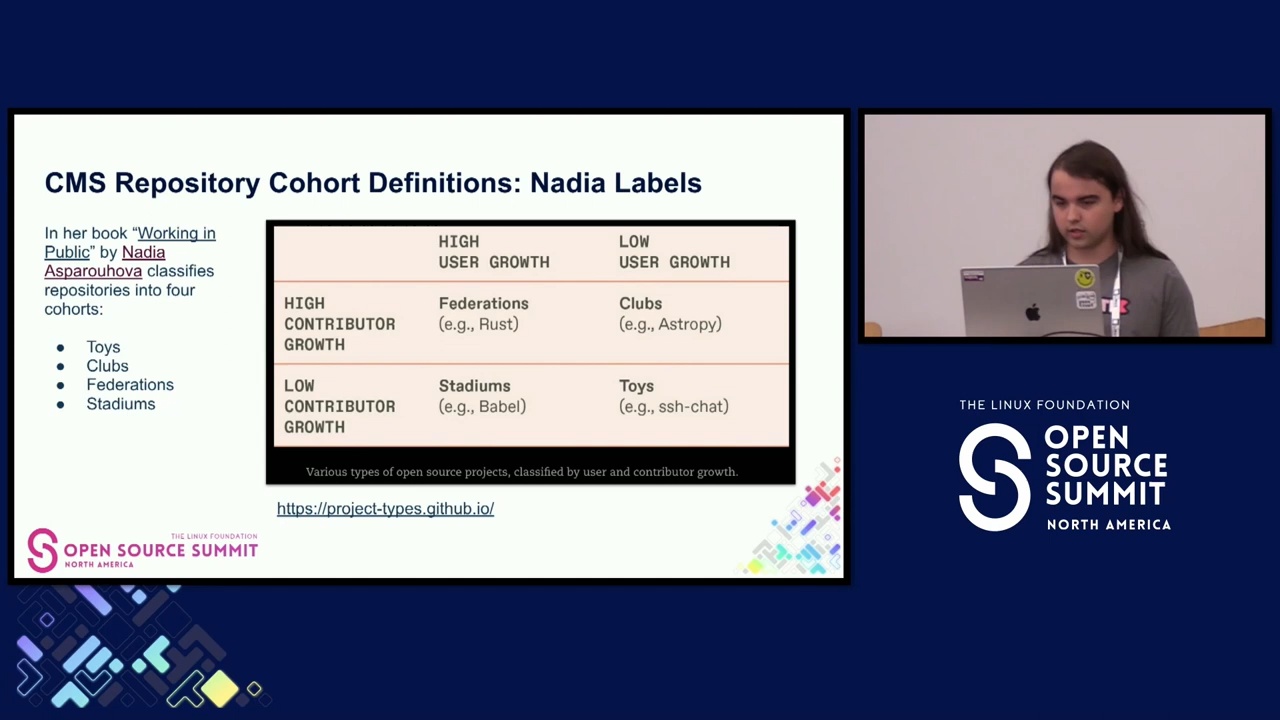 CMS Repository Cohort Definitions: Nadia Labels
In her book “Working in
Public” by Nadia
Asparouhova classifies
repositories into four
cohorts:
● Toys
● Clubs
● Federations
● Stadiums
HIGH
USER GROWTH
LOW
USER GROWTH
HIGH
CONTRIBUTOR
GROWTH
Federations
(e.g., Rust)
Clubs
(e.g., Astropy)
LOW
CONTRIBUTOR
GROWTH
Stadiums
(e.g., Babel)
Toys
(e.g., ssh-chat)
Various types of open source projects, classified by user and contributor growth.
https://project-types.github.io/
THE LINUX FOUNDATION
OPEN SOURCE SUMMIT
NORTH AMERICA
THE LINUX FOUNDATION
OPEN
SOURCE
SUMMIT
NORTH AMERICA